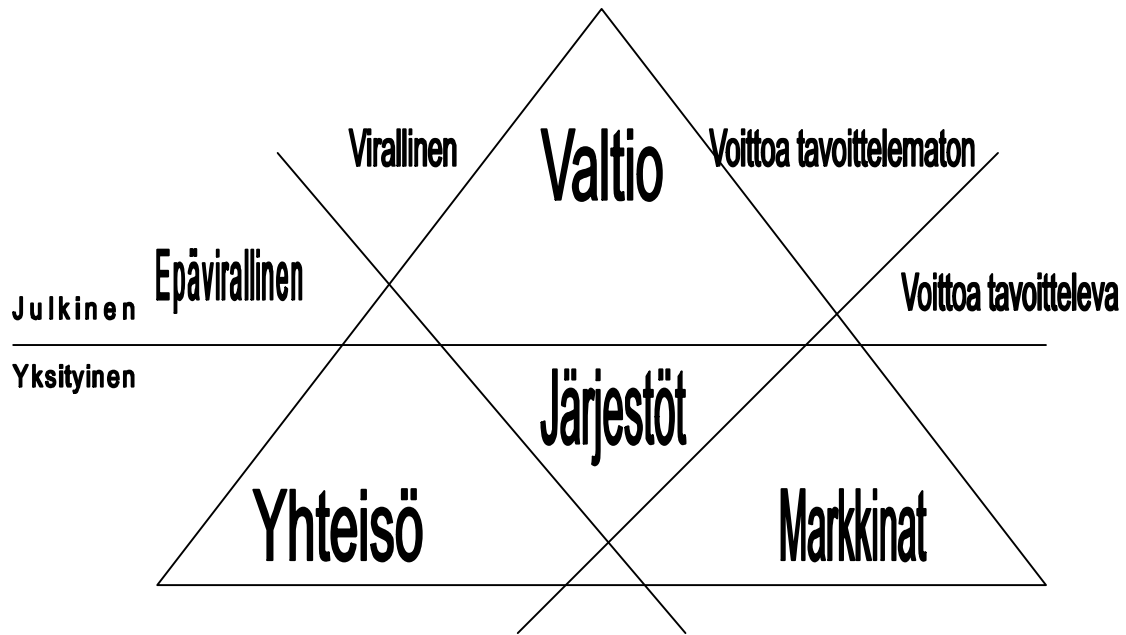 Virallinen
Valtio
Voittoa tavoittelematon
Epävirallinen
Voittoa tavoitteleva
Julkinen
Yksityinen
Järjestöt
Yhteisö
Markkinat